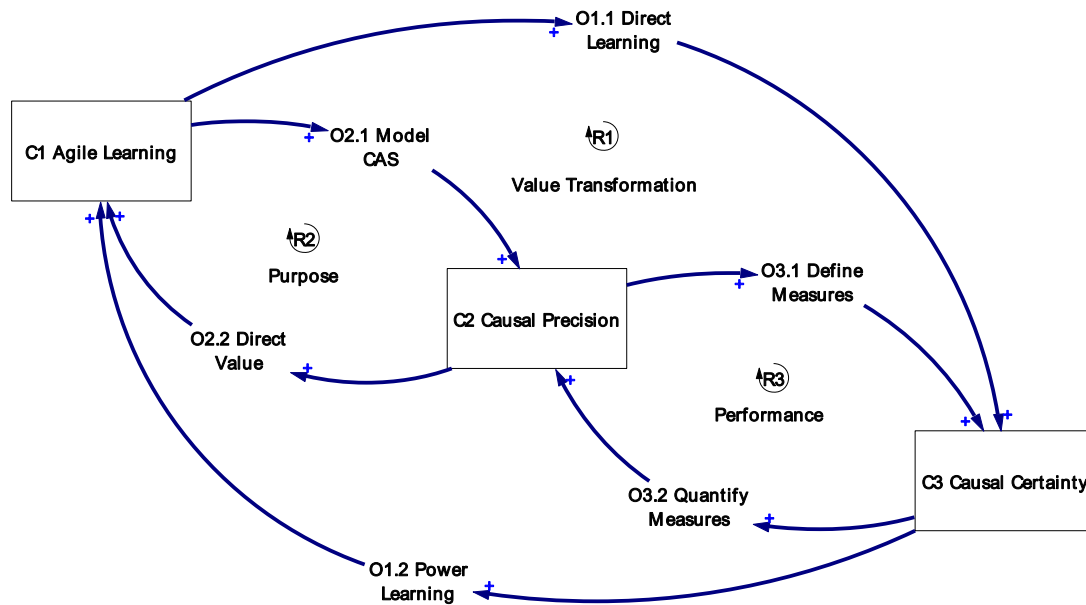 O1.1 Direct
Learning
+
C1 Agile Learning
+
O2.1 Model
CAS
R1
Value Transformation
+
+
R2
Purpose
+
O3.1 Define
Measures
+
C2 Causal Precision
O2.2 Direct
Value
+
+
R3
Performance
+
+
+
C3 Causal Certainty
O3.2 Quantify
Measures
+
O1.2 Power
Learning
+